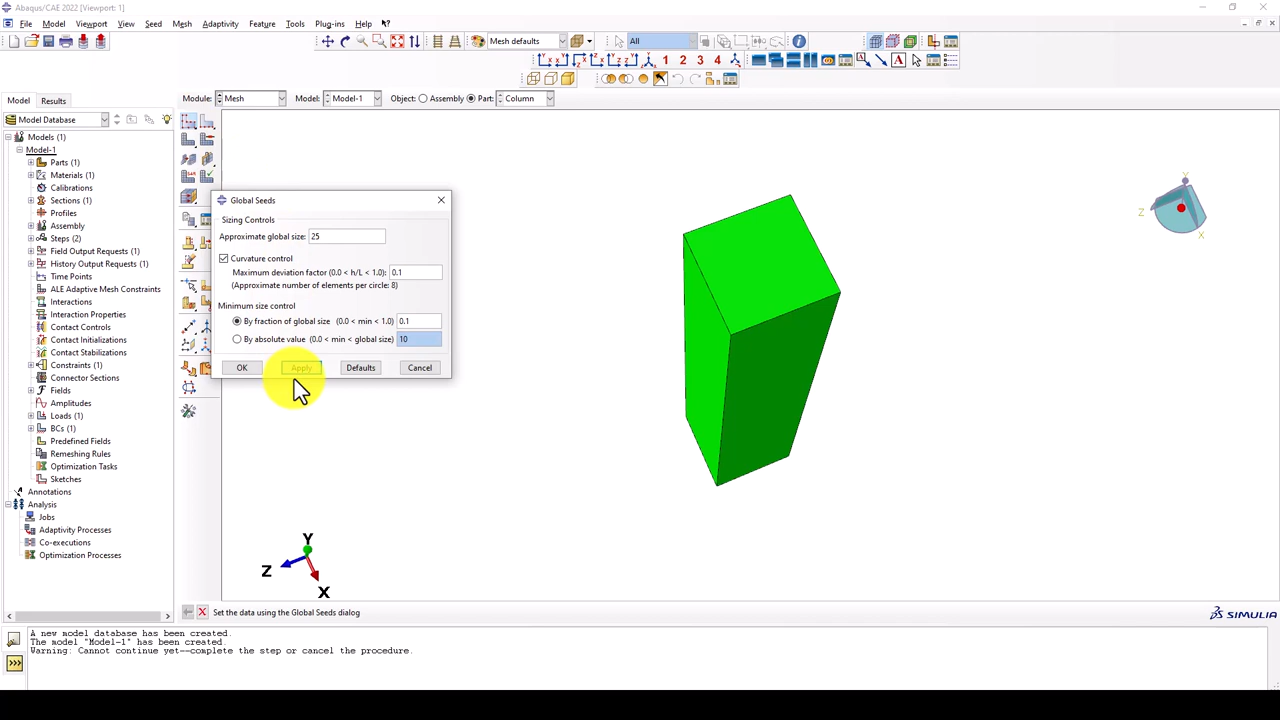 Abaqus/CAE 2022 [Viewport: 1]
File Model Viewport View Seed Mesh Adaptivity Feature Tools Plug-ins Help
Mesh defaults All
1 2 3 4
Model Results Module: Mesh Model: Model-1 Object: Assembly Part: Column
Model Database
Models (1)
Model-1
Parts (1)
Materials (1)
Calibrations
Sections (1)
Profiles
Assembly
Steps (2)
Field Output Requests (1)
History Output Requests (1)
Time Points
ALE Adaptive Mesh Constraints
Interactions
Interaction Properties
Contact Controls
Contact Initializations
Contact Stabilizations
Constraints (1)
Connector Sections
Fields
Amplitudes
Loads (1)
BCs (1)
Predefined Fields
Remeshing Rules
Optimization Tasks
Sketches
Annotations
Analysis
Jobs
Adaptivity Processes
Co-executions
Optimization Processes
Global Seeds
Sizing Controls
Approximate global size: 25
Curvature control
Maximum deviation factor (0.0 < h/L < 1.0): 0.1
(Approximate number of elements per circle: 8)
Minimum size control
By fraction of global size (0.0 < min < 1.0) 0.1
By absolute value (0.0 < min < global size) 10
OK Apply Defaults Cancel
Y
Z
X
Y
Z
X
Set the data using the Global Seeds dialog
SIMULIA
A new model database has been created.
The model "Model-1" has been created.
Warning: Cannot continue yet--complete the step or cancel the procedure.
>>>